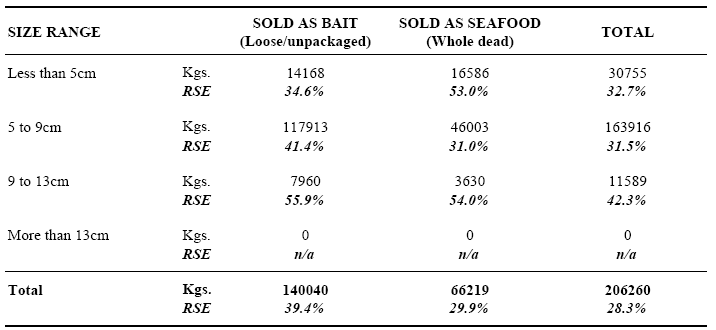 SIZE RANGE SOLD AS BAIT (Loose/unpackaged) SOLD AS SEAFOOD (Whole dead) TOTAL
Less than 5cm Kgs. 14168 16586 30755
RSE 34.6% 53.0% 32.7%
5 to 9cm Kgs. 117913 46003 163916
RSE 41.4% 31.0% 31.5%
9 to 13cm Kgs. 7960 3630 11589
RSE 55.9% 54.0% 42.3%
More than 13cm Kgs. 0 0 0
RSE n/a n/a n/a
Total Kgs. 140040 66219 206260
RSE 39.4% 29.9% 28.3%